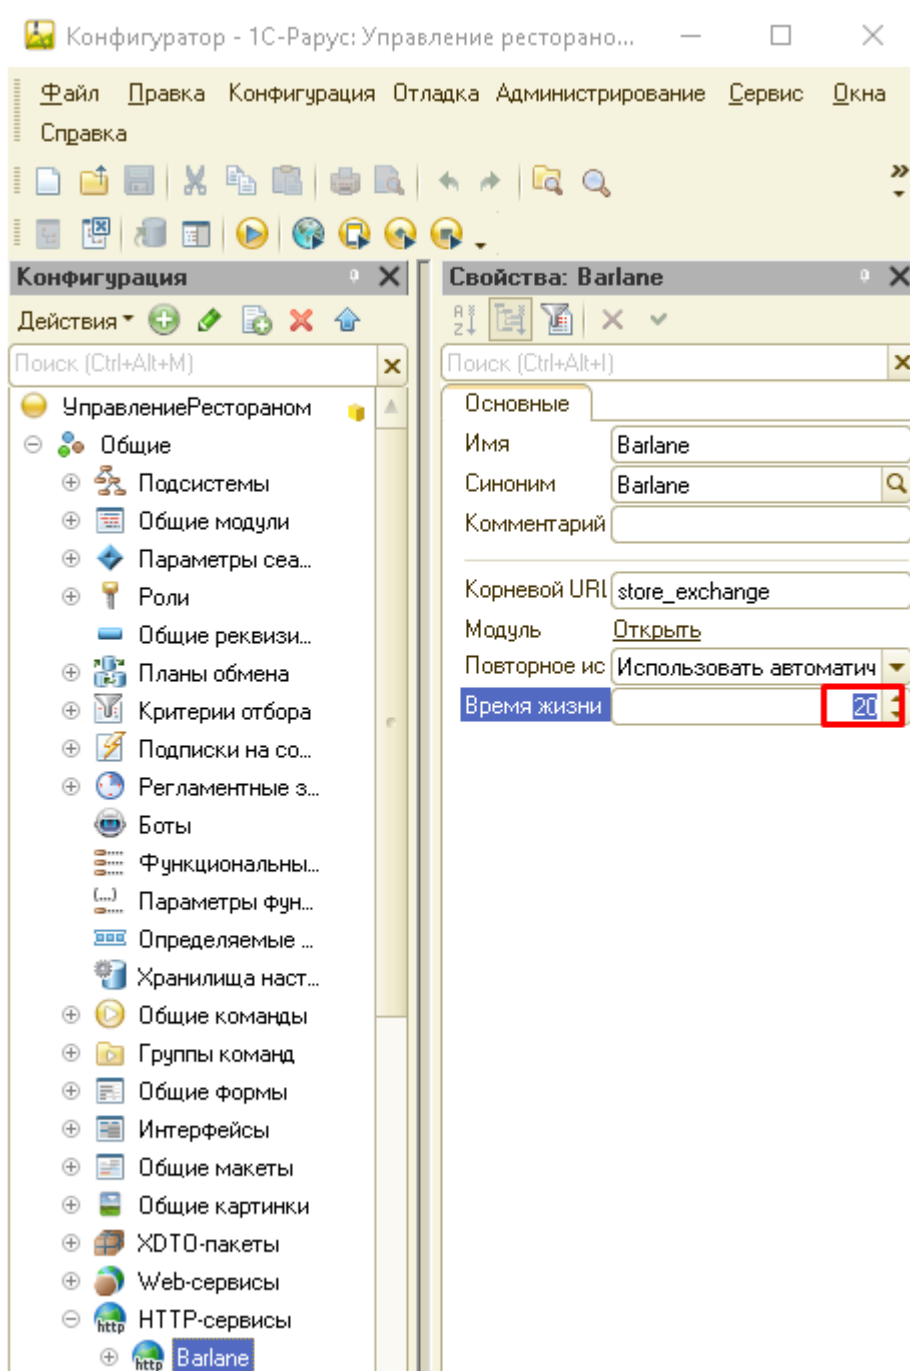 Конфигуратор - 1С-Рарус: Управление ресторано...
Файл Правка Конфигурация Отладка Администрирование Сервис Окна
Справка
Конфигурация
Действия
Поиск (Ctrl+Alt+M)
УправлениеРестораном
Общие
Подсистемы
Общие модули
Параметры сеа...
Роли
Общие реквизи...
Планы обмена
Критерии отбора
Подписки на со...
Регламентные з...
Боты
Функциональны...
Параметры фун...
Определяемые ...
Хранилища наст...
Общие команды
Группы команд
Общие формы
Интерфейсы
Общие макеты
Общие картинки
XDTO-пакеты
Web-сервисы
HTTP-сервисы
Barlane
Свойства: Barlane
Поиск (Ctrl+Alt+I)
Основные
Имя Barlane
Синоним Barlane
Комментарий
Корневой URL store_exchange
Модуль Открыть
Повторное ис Использовать автоматич
Время жизни 20